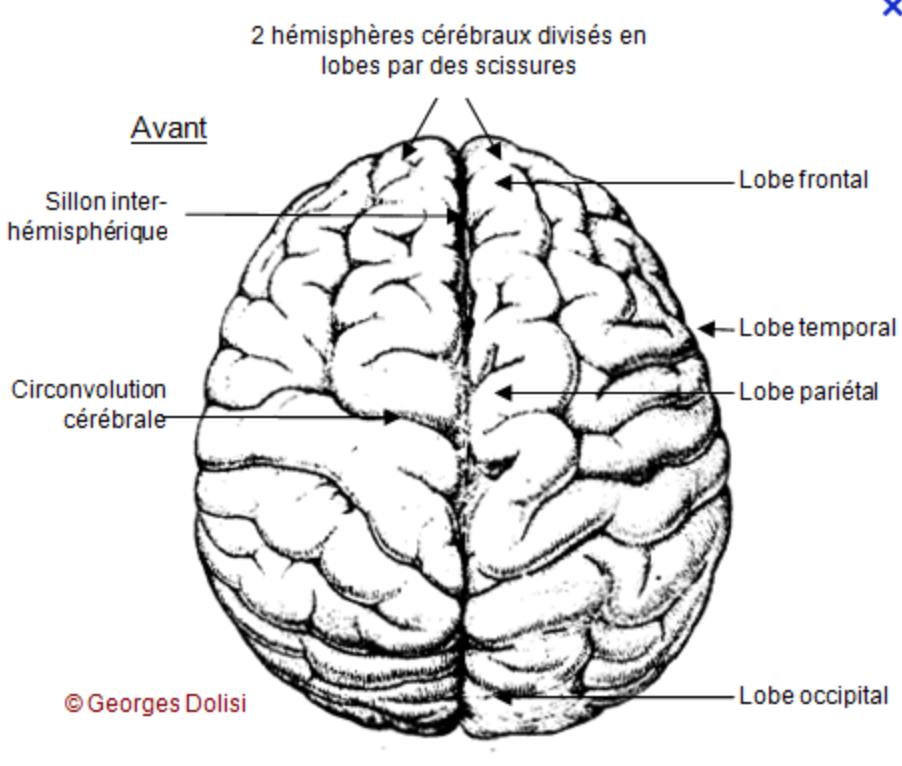 2 hémisphères cérébraux divisés en
lobes par des scissures
Avant
Lobe frontal
Sillon inter-
hémisphérique
Lobe temporal
Circonvolution
cérébrale
Lobe pariétal
Lobe occipital
© Georges Dolisi